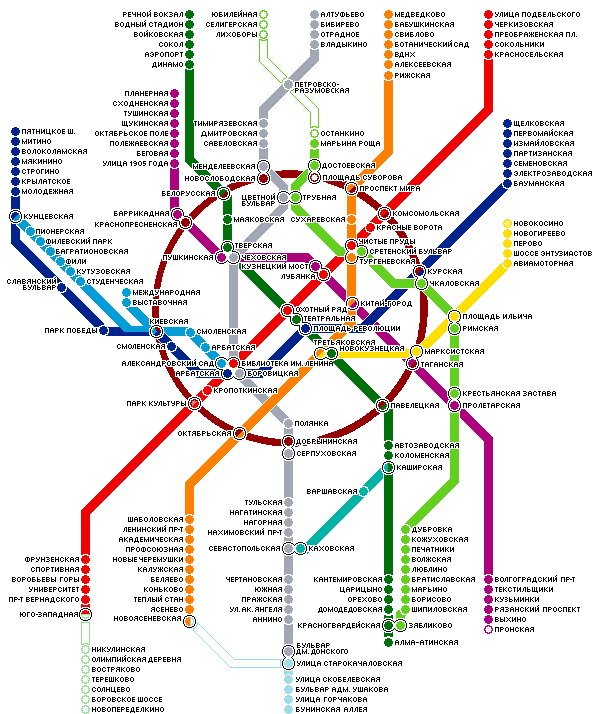 РЕЧНОЙ ВОКЗАЛ
ВОДНЫЙ СТАДИОН
ВОЙКОВСКАЯ
СОКОЛ
АЭРОПОРТ
ДИНАМО
ЮБИЛЕЙНАЯ
СЕЛИГЕРСКАЯ
ЛИХОБОРЫ
АЛТУФЬЕВО
БИБИРЕВО
ОТРАДНОЕ
ВЛАДЫКИНО
МЕДВЕДКОВО
БАБУШКИНСКАЯ
СВИБЛОВО
БОТАНИЧЕСКИЙ САД
ВДНХ
АЛЕКСЕЕВСКАЯ
РИЖСКАЯ
УЛИЦА ПОДБЕЛЬСКОГО
ЧЕРКИЗОВСКАЯ
ПРЕОБРАЖЕНСКАЯ ПЛ.
СОКОЛЬНИКИ
КРАСНОСЕЛЬСКАЯ
ПЕТРОВСКО-
РАЗУМОВСКАЯ
ПЛАНЕРНАЯ
СХОДНЕНСКАЯ
ТУШИНСКАЯ
ЩУКИНСКАЯ
ОКТЯБРЬСКОЕ ПОЛЕ
ПОЛЕЖАЕВСКАЯ
БЕГОВАЯ
УЛИЦА 1905 ГОДА
ТИМИРЯЗЕВСКАЯ
ДМИТРОВСКАЯ
САВЕЛОВСКАЯ
ОСТАНКИНО
МАРЬИНА РОЩА
ПЯТНИЦКОЕ Ш.
МИТИНО
ВОЛОКОЛАМСКАЯ
МЯКИНИНО
СТРОГИНО
КРЫЛАТСКОЕ
МОЛОДЕЖНАЯ
ЩЕЛКОВСКАЯ
ПЕРВОМАЙСКАЯ
ИЗМАЙЛОВСКАЯ
ПАРТИЗАНСКАЯ
СЕМЕНОВСКАЯ
ЭЛЕКТРОЗАВОДСКАЯ
БАУМАНСКАЯ
МЕНДЕЛЕЕВСКАЯ
НОВОСЛОБОДСКАЯ
ДОСТОЕВСКАЯ
ПЛОЩАДЬ СУВОРОВА
БЕЛОРУССКАЯ
ЦВЕТНОЙ
БУЛЬВАР
ТРУБНАЯ
ПРОСПЕКТ МИРА
КУНЦЕВСКАЯ
БАРРИКАДНАЯ
КРАСНОПРЕСНЕНСКАЯ
МАЯКОВСКАЯ
СУХАРЕВСКАЯ
КОМСОМОЛЬСКАЯ
КРАСНЫЕ ВОРОТА
ПИОНЕРСКАЯ
ФИЛЕВСКИЙ ПАРК
БАГРАТИОНОВСКАЯ
ФИЛИ
КУТУЗОВСКАЯ
СТУДЕНЧЕСКАЯ
СЛАВЯНСКИЙ
БУЛЬВАР
ТВЕРСКАЯ
ПУШКИНСКАЯ
ЧЕХОВСКАЯ
КУЗНЕЦКИЙ МОСТ
ЛУБЯНКА
ЧИСТЫЕ ПРУДЫ
СРЕТЕНСКИЙ БУЛЬВАР
ТУРГЕНЕВСКАЯ
КУРСКАЯ
ЧКАЛОВСКАЯ
НОВОКОСИНО
НОВОГИРЕЕВО
ПЕРОВО
ШОССЕ ЭНТУЗИАСТОВ
АВИАМОТОРНАЯ
МЕЖДУНАРОДНАЯ
ВЫСТАВОЧНАЯ
КИЕВСКАЯ
ПАРК ПОБЕДЫ
СМОЛЕНСКАЯ
СМОЛЕНСКАЯ
АРБАТСКАЯ
ОХОТНЫЙ РЯД
ТЕАТРАЛЬНАЯ
ПЛОЩАДЬ РЕВОЛЮЦИИ
КИТАЙ-ГОРОД
ПЛОЩАДЬ ИЛЬИЧА
РИМСКАЯ
ТРЕТЬЯКОВСКАЯ
НОВОКУЗНЕЦКАЯ
МАРКСИСТСКАЯ
ТАГАНСКАЯ
АЛЕКСАНДРОВСКИЙ САД
БИБЛИОТЕКА ИМ. ЛЕНИНА
АРБАТСКАЯ
БОРОВИЦКАЯ
КРОПОТКИНСКАЯ
ПАРК КУЛЬТУРЫ
КРЕСТЬЯНСКАЯ ЗАСТАВА
ПРОЛЕТАРСКАЯ
ПАВЕЛЕЦКАЯ
ПОЛЯНКА
ОКТЯБРЬСКАЯ
ДОБРЫНИНСКАЯ
СЕРПУХОВСКАЯ
АВТОЗАВОДСКАЯ
КОЛОМЕНСКАЯ
КАШИРСКАЯ
ВАРШАВСКАЯ
КАХОВСКАЯ
ТУЛЬСКАЯ
НАГАТИНСКАЯ
НАГОРНАЯ
НАХИМОВСКИЙ ПР-Т
СЕВАСТОПОЛЬСКАЯ
ЧЕРТАНОВСКАЯ
ЮЖНАЯ
ПРАЖСКАЯ
УЛ. АК. ЯНГЕЛЯ
АННИНО
БУЛЬВАР
ДМ. ДОНСКОГО
УЛИЦА СТАРОКАЧАЛОВСКАЯ
УЛИЦА СКОБЕЛЕВСКАЯ
БУЛЬВАР АДМ. УШАКОВА
УЛИЦА ГОРЧАКОВА
БУНИНСКАЯ АЛЛЕЯ
ШАБОЛОВСКАЯ
ЛЕНИНСКИЙ ПР-Т
АКАДЕМИЧЕСКАЯ
ПРОФСОЮЗНАЯ
НОВЫЕ ЧЕРЕМУШКИ
КАЛУЖСКАЯ
БЕЛЯЕВО
КОНЬКОВО
ТЕПЛЫЙ СТАН
ЯСЕНЕВО
НОВОЯСЕНЕВСКАЯ
ФРУНЗЕНСКАЯ
СПОРТИВНАЯ
ВОРОБЬЕВЫ ГОРЫ
УНИВЕРСИТЕТ
ПР-Т ВЕРНАДСКОГО
ЮГО-ЗАПАДНАЯ
НИКУЛИНСКАЯ
ОЛИМПИЙСКАЯ ДЕРЕВНЯ
ВОСТРЯКОВО
ТЕРЕШКОВО
СОЛНЦЕВО
БОРОВСКОЕ ШОССЕ
НОВОПЕРЕДЕЛКИНО
ДУБРОВКА
КОЖУХОВСКАЯ
ПЕЧАТНИКИ
ВОЛЖСКАЯ
ЛЮБЛИНО
БРАТИСЛАВСКАЯ
МАРЬИНО
БОРИСОВО
ШИПИЛОВСКАЯ
ЗЯБЛИКОВО
КАНТЕМИРОВСКАЯ
ЦАРИЦЫНО
ОРЕХОВО
ДОМОДЕДОВСКАЯ
КРАСНОГВАРДЕЙСКАЯ
АЛМА-АТИНСКАЯ
ВОЛГОГРАДСКИЙ ПР-Т
ТЕКСТИЛЬЩИКИ
КУЗЬМИНКИ
РЯЗАНСКИЙ ПРОСПЕКТ
ВЫХИНО
ПРОНСКАЯ